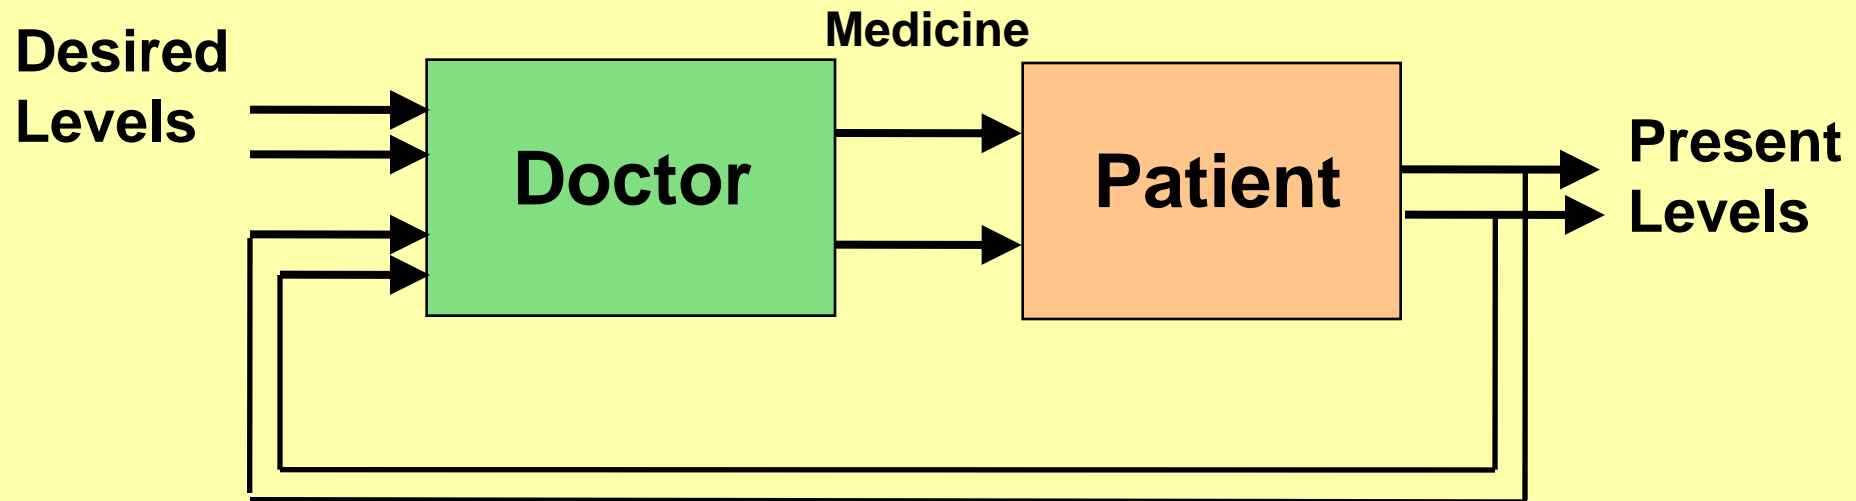 Desired
Levels
Medicine
Doctor
Patient
Present
Levels